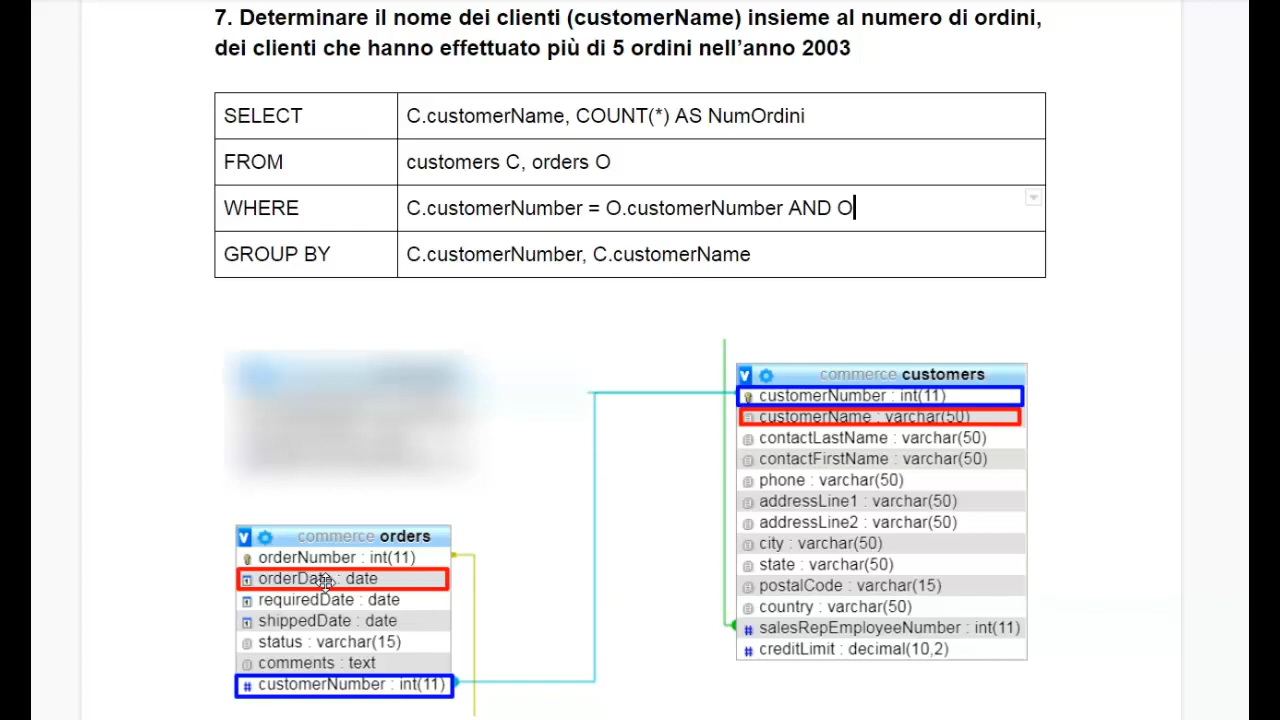 7. Determinare il nome dei clienti (customerName) insieme al numero di ordini,
dei clienti che hanno effettuato più di 5 ordini nell’anno 2003
SELECT C.customerName, COUNT(*) AS NumOrdini
FROM customers C, orders O
WHERE C.customerNumber = O.customerNumber AND O
GROUP BY C.customerNumber, C.customerName
commerce customers
customerNumber : int(11)
customerName : varchar(50)
contactLastName : varchar(50)
contactFirstName : varchar(50)
phone : varchar(50)
addressLine1 : varchar(50)
addressLine2 : varchar(50)
city : varchar(50)
state : varchar(50)
postalCode : varchar(15)
country : varchar(50)
# salesRepEmployeeNumber : int(11)
# creditLimit : decimal(10,2)
commerce orders
orderNumber : int(11)
orderDate : date
requiredDate : date
shippedDate : date
status : varchar(15)
comments : text
# customerNumber : int(11)